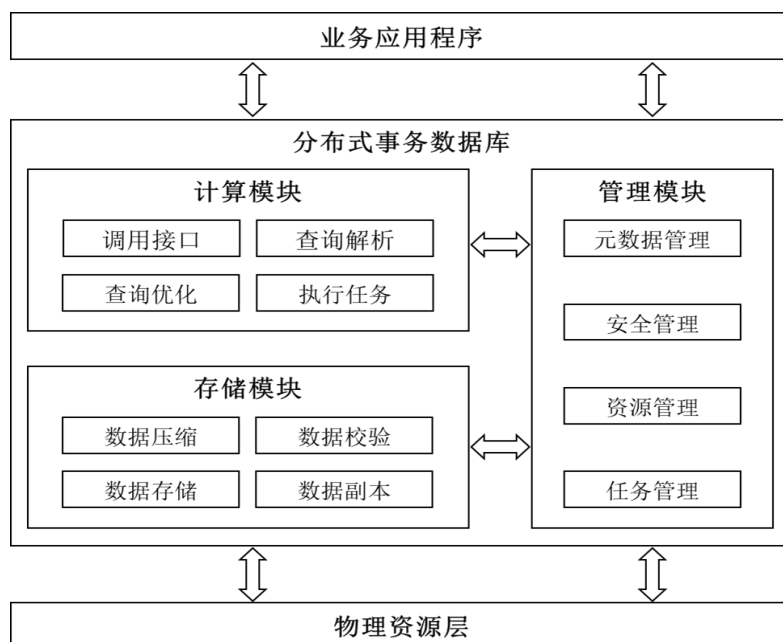 业务应用程序
分布式事务数据库
计算模块
调用接口 查询解析
查询优化 执行任务
存储模块
数据压缩 数据校验
数据存储 数据副本
管理模块
元数据管理
安全管理
资源管理
任务管理
物理资源层